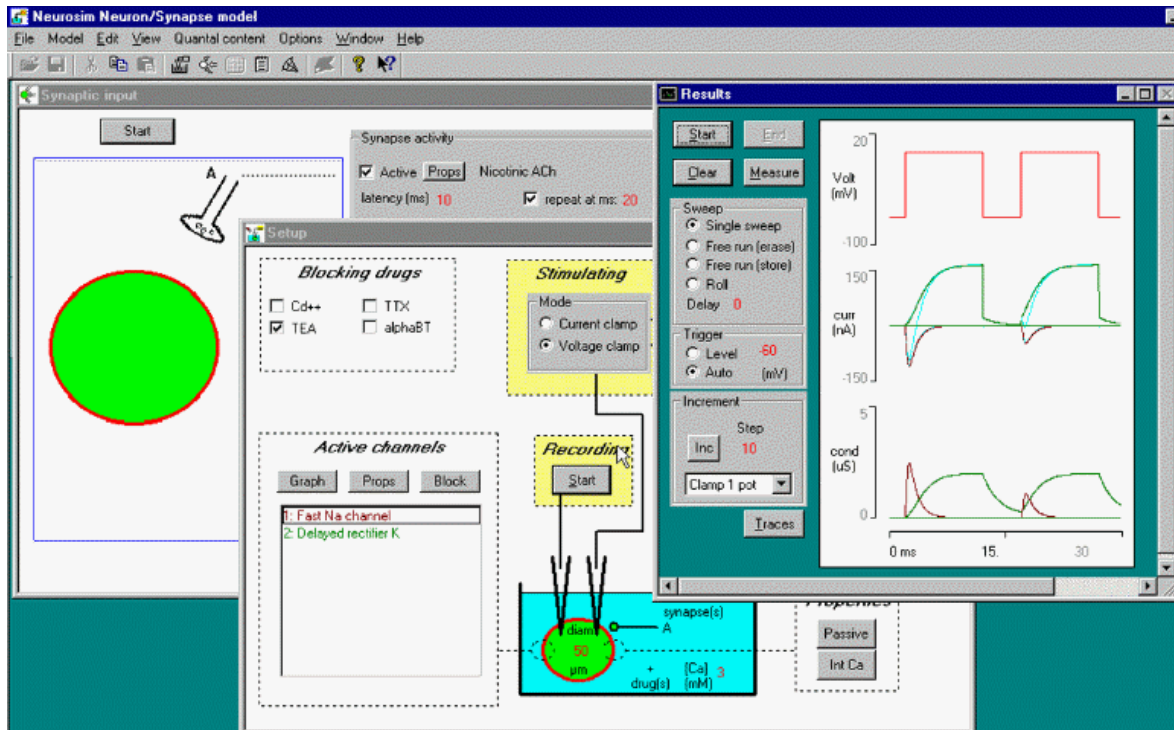 Neurosim Neuron/Synapse model
File Model Edit View Quantal content Options Window Help
Synaptic input
Start
A
Synapse activity
Active Props Nicotinic ACh
latency (ms) 10 repeat at ms: 20
Setup
Blocking drugs
Cd++ TTX
TEA alphaBT
Stimulating
Mode
Current clamp
Voltage clamp
Active channels
Graph Props Block
1: Fast Na channel
2: Delayed rectifier K
Recording
Start
diam
50
µm
synapse(s)
A
+
drug(s)
[Ca] 3
(mM)
Properties
Passive
Int Ca
Results
Start End
Clear Measure
Sweep
Single sweep
Free run (erase)
Free run (store)
Roll
Delay 0
Trigger
Level -60
Auto (mV)
Increment
Step
Inc 10
Clamp 1 pot
Traces
20
Volt
(mV)
-100
150
curr
(nA)
-150
5
cond
(uS)
0
0 ms 15. 30